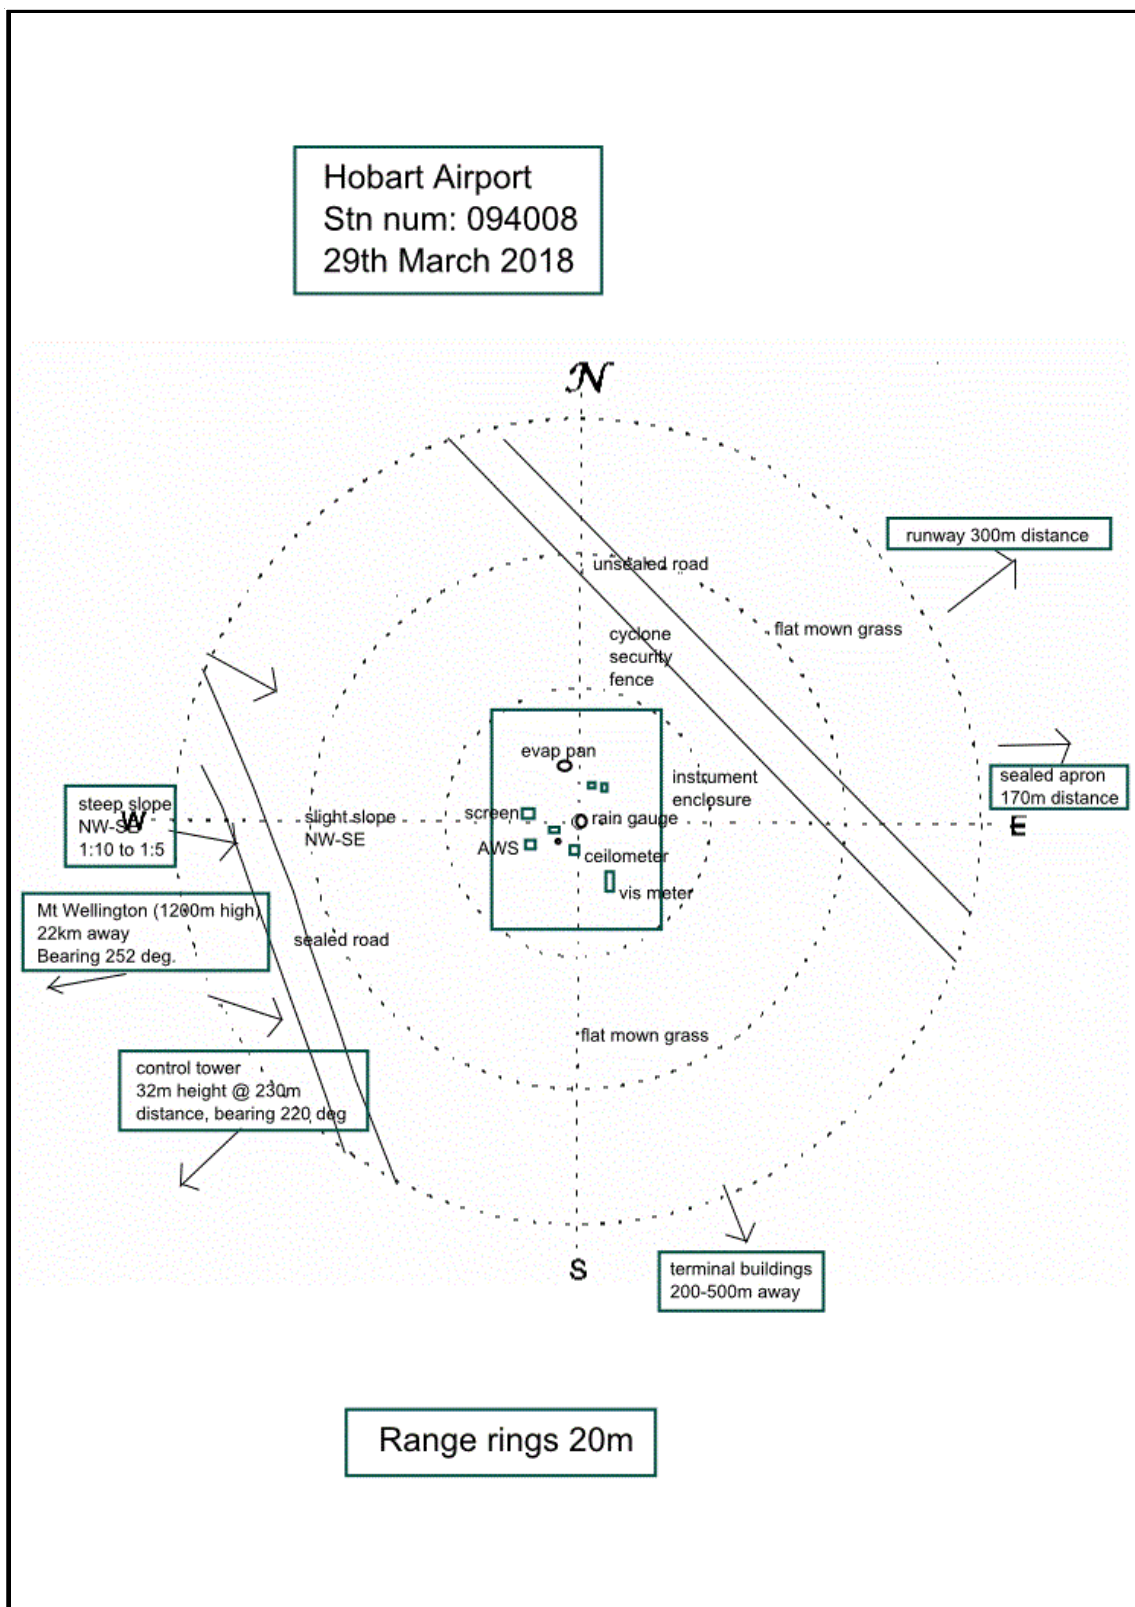 Hobart Airport
Stn num: 094008
29th March 2018
N
unsealed road
runway 300m distance
flat mown grass
cyclone
security
fence
evap pan
instrument
enclosure
sealed apron
170m distance
steep slope
NW-SE
1:10 to 1:5
W
slight slope
NW-SE
screen
rain gauge
E
AWS
ceilometer
vis meter
Mt Wellington (1200m high)
22km away
Bearing 252 deg.
sealed road
flat mown grass
control tower
32m height @ 230m
distance, bearing 220 deg
S
terminal buildings
200-500m away
Range rings 20m